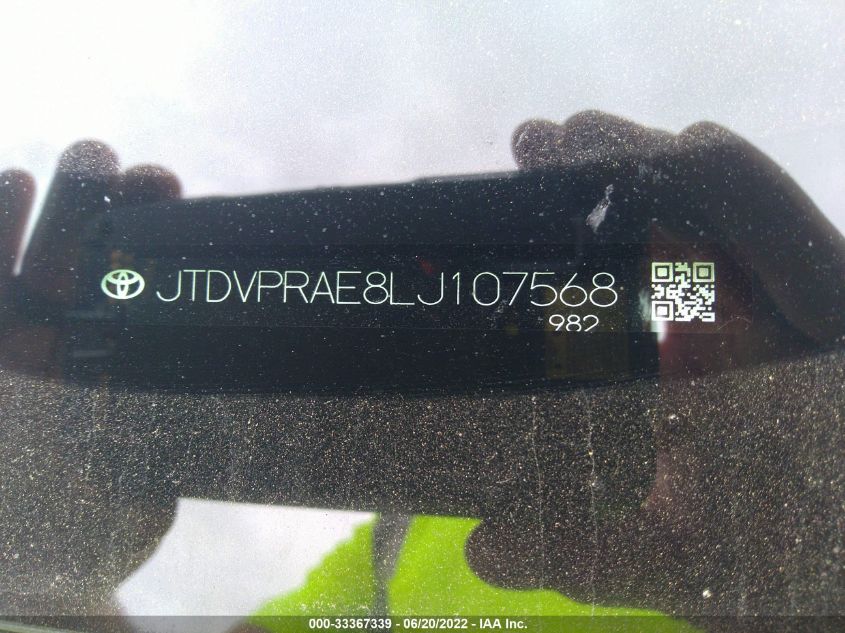 JTDVPRAE8LJ107568
982
000-33367339 - 06/20/2022 - IAA Inc.